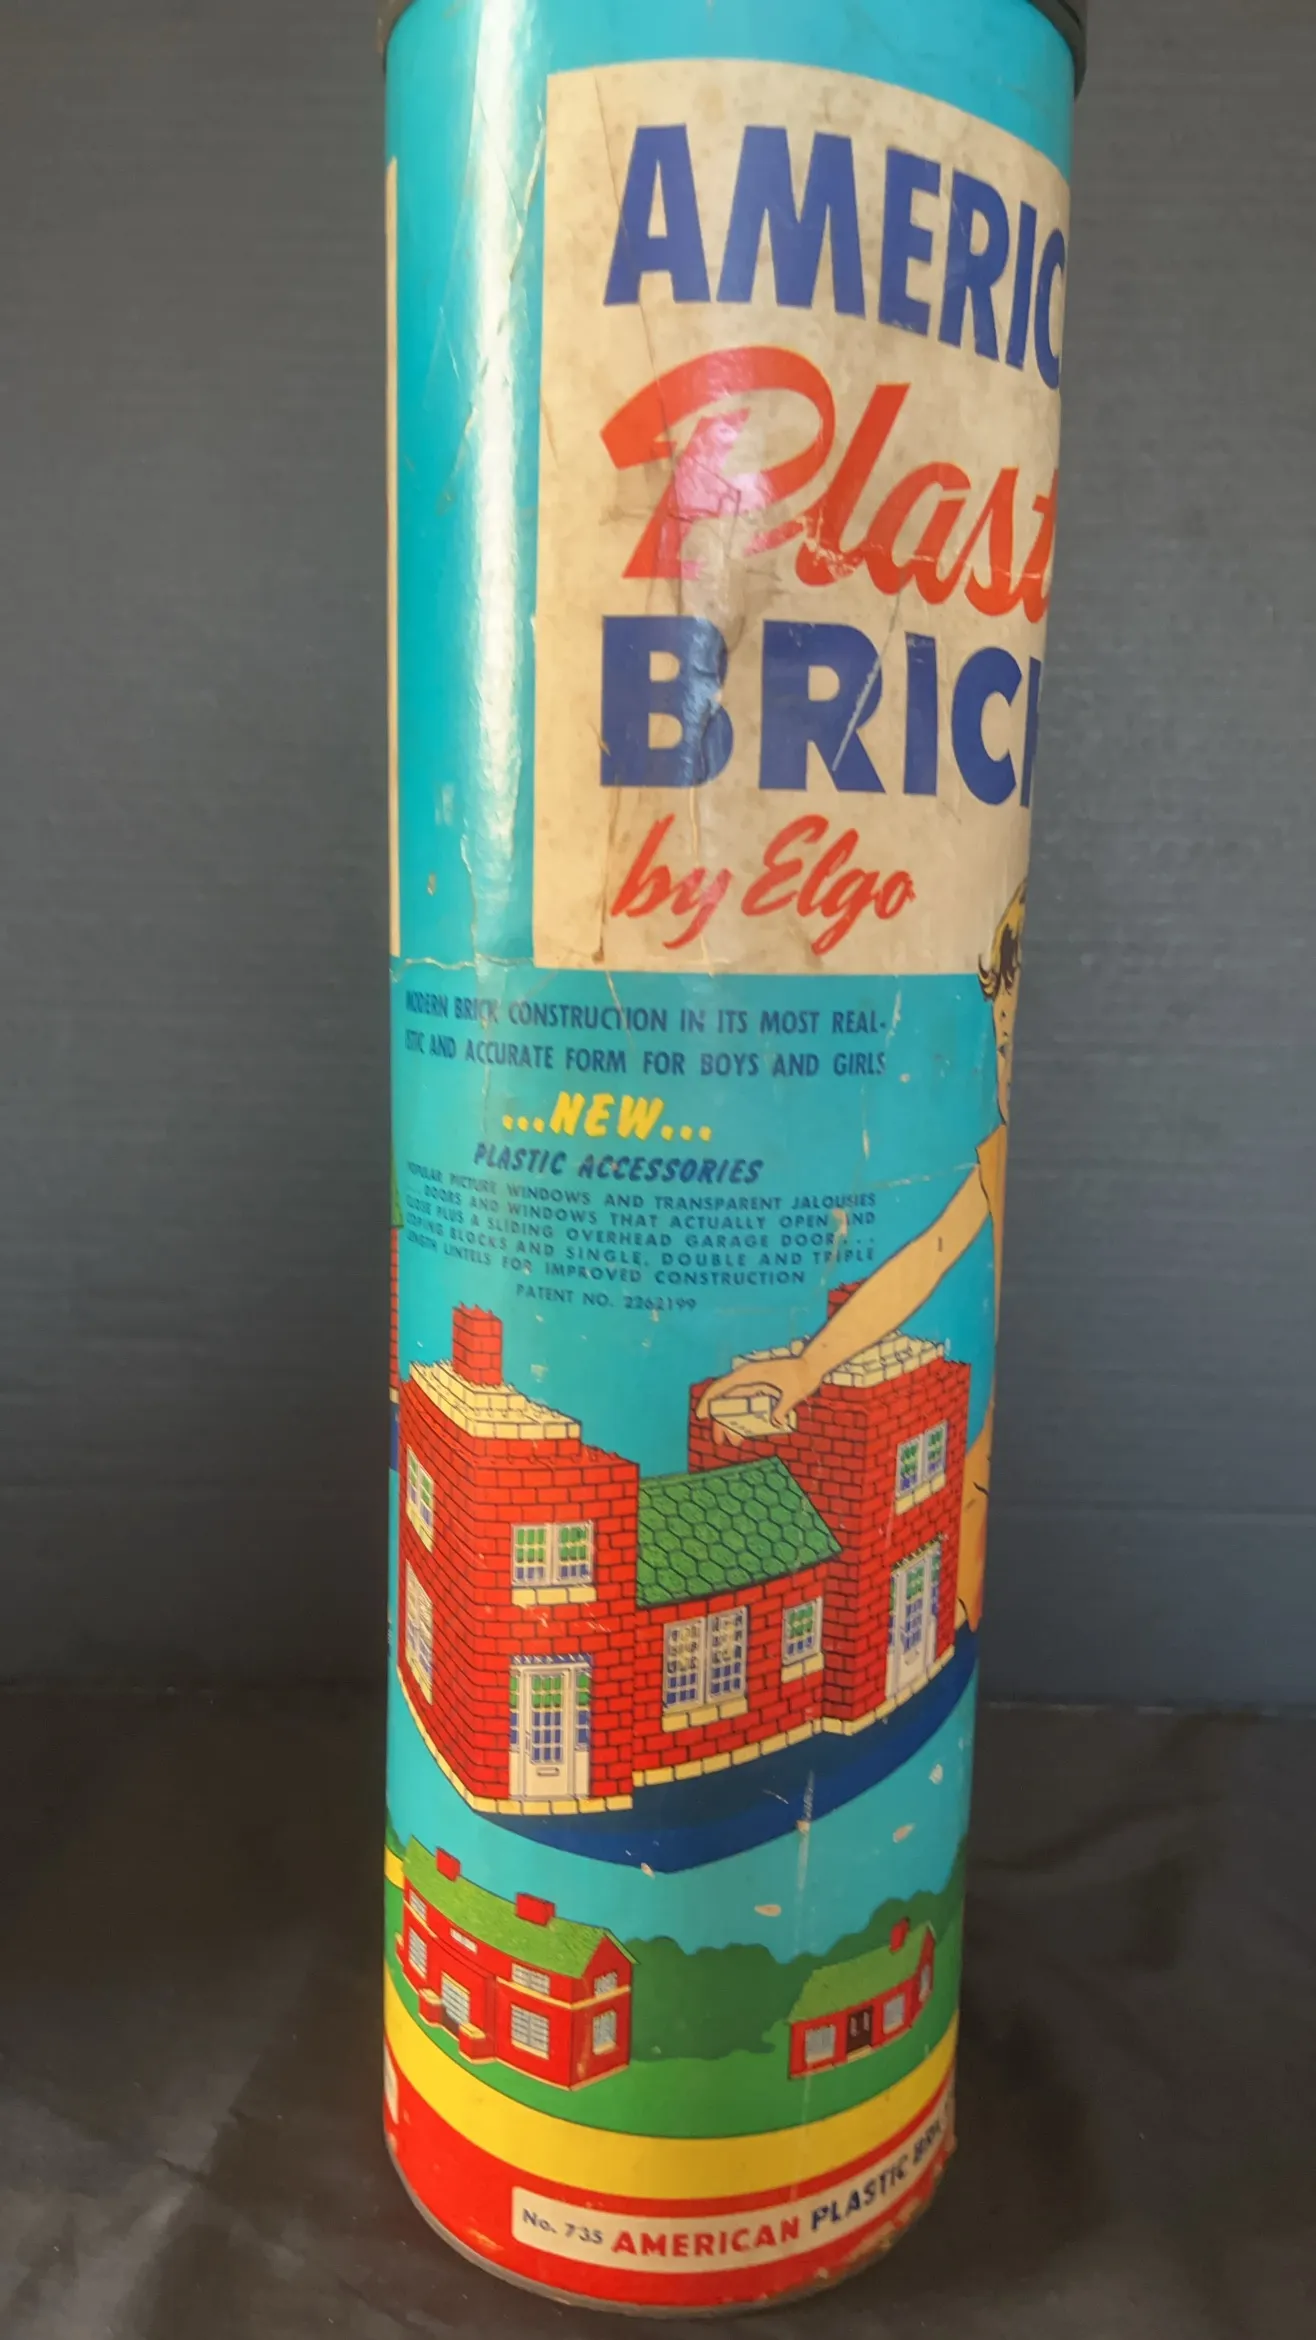 AMERIC
Plast
BRICK
by Elgo
MODERN BRICK CONSTRUCTION IN ITS MOST REAL-
ISTIC AND ACCURATE FORM FOR BOYS AND GIRLS
...NEW...
PLASTIC ACCESSORIES
POPULAR PICTURE WINDOWS AND TRANSPARENT JALOUSIES
...DOORS AND WINDOWS THAT ACTUALLY OPEN AND
CLOSE PLUS A SLIDING OVERHEAD GARAGE DOOR...
COPING BLOCKS AND SINGLE, DOUBLE AND TRIPLE
LENGTH LINTELS FOR IMPROVED CONSTRUCTION
PATENT NO. 2262199
No. 735 AMERICAN PLASTIC BRI